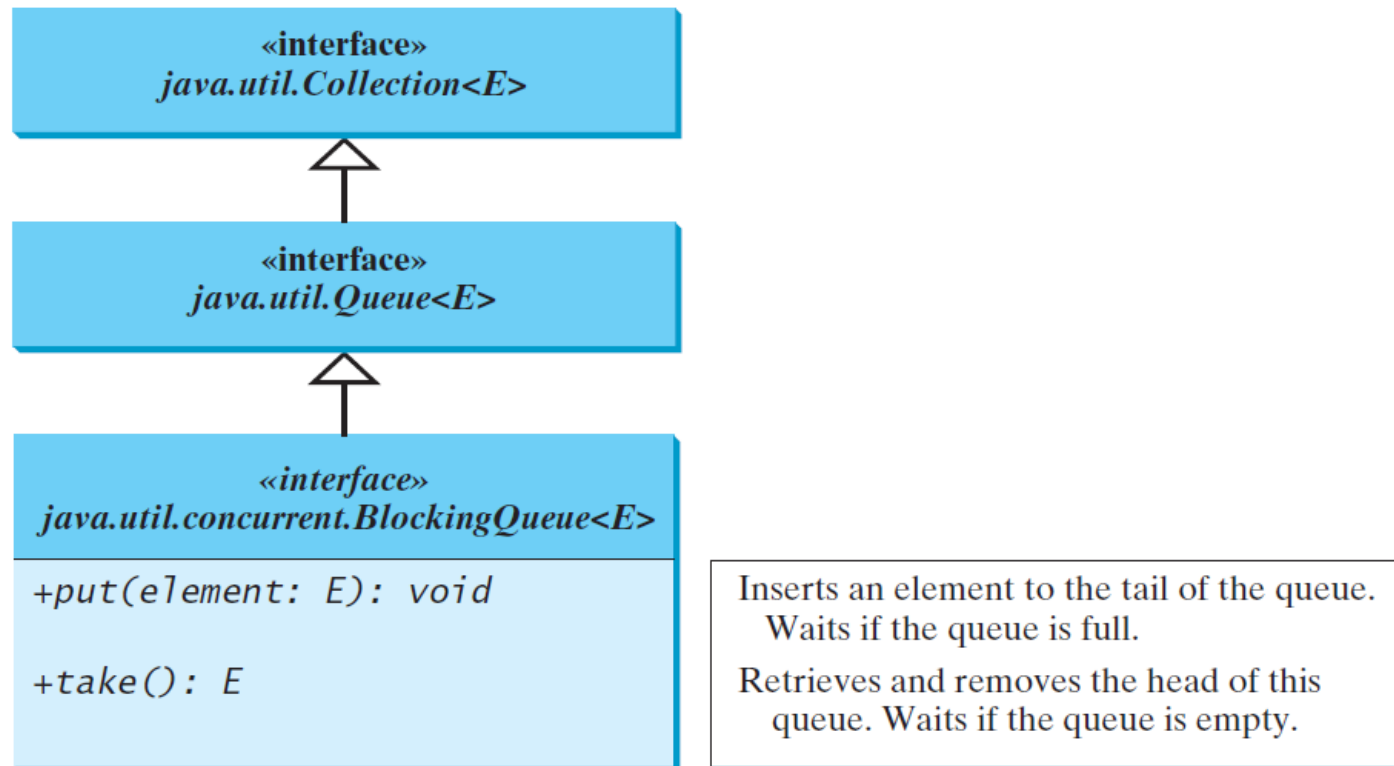 «interface»
java.util.Collection<E>
«interface»
java.util.Queue<E>
«interface»
java.util.concurrent.BlockingQueue<E>
+put(element: E): void
+take(): E
Inserts an element to the tail of the queue.
Waits if the queue is full.
Retrieves and removes the head of this
queue. Waits if the queue is empty.